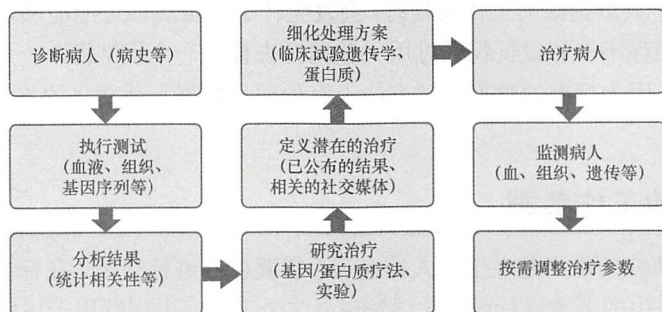 诊断病人（病史等）
执行测试
（血液、组织、
基因序列等）
分析结果
（统计相关性等）
研究治疗
（基因/蛋白质疗法、
实验）
定义潜在的治疗
（已公布的结果、
相关的社交媒体）
细化处理方案
（临床试验遗传学、
蛋白质）
治疗病人
监测病人
（血、组织、遗传等）
按需调整治疗参数